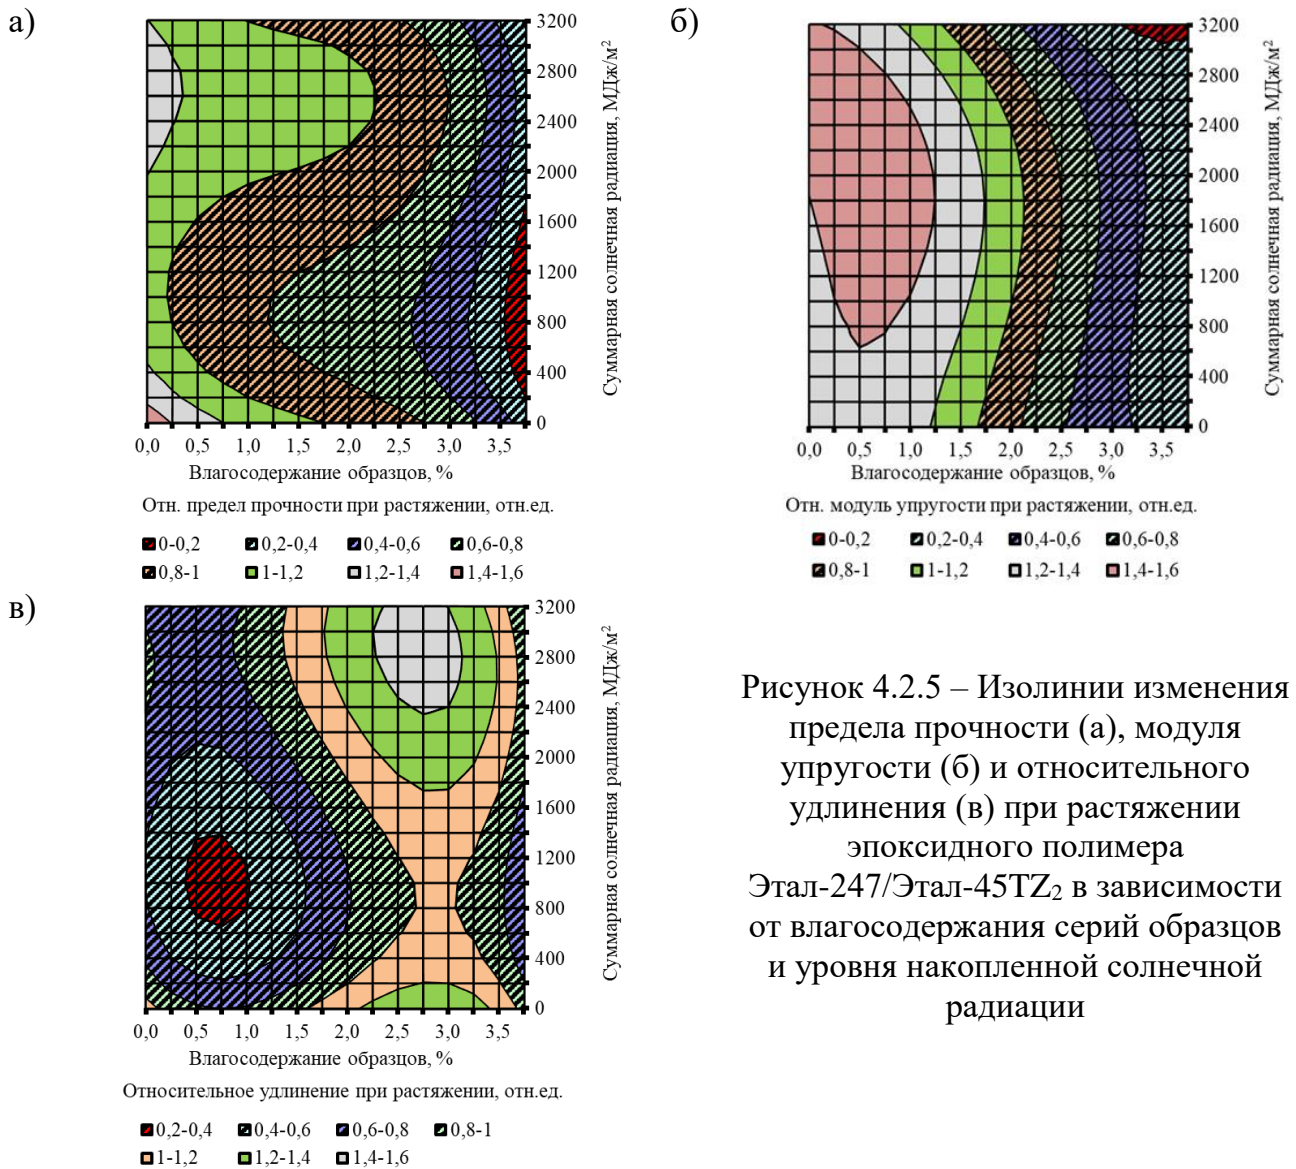 а)
3200
2800
2400
2000
1600
1200
800
400
0
Суммарная солнечная радиация, МДж/м²
0,0 0,5 1,0 1,5 2,0 2,5 3,0 3,5
Влагосодержание образцов, %
Отн. предел прочности при растяжении, отн.ед.
0-0,2 0,2-0,4 0,4-0,6 0,6-0,8
0,8-1 1-1,2 1,2-1,4 1,4-1,6
б)
3200
2800
2400
2000
1600
1200
800
400
0
Суммарная солнечная радиация, МДж/м²
0,0 0,5 1,0 1,5 2,0 2,5 3,0 3,5
Влагосодержание образцов, %
Отн. модуль упругости при растяжении, отн.ед.
0-0,2 0,2-0,4 0,4-0,6 0,6-0,8
0,8-1 1-1,2 1,2-1,4 1,4-1,6
в)
3200
2800
2400
2000
1600
1200
800
400
0
Суммарная солнечная радиация, МДж/м²
0,0 0,5 1,0 1,5 2,0 2,5 3,0 3,5
Влагосодержание образцов, %
Относительное удлинение при растяжении, отн.ед.
0,2-0,4 0,4-0,6 0,6-0,8 0,8-1
1-1,2 1,2-1,4 1,4-1,6
Рисунок 4.2.5 – Изолинии изменения
предела прочности (а), модуля
упругости (б) и относительного
удлинения (в) при растяжении
эпоксидного полимера
Этал-247/Этал-45TZ₂ в зависимости
от влагосодержания серий образцов
и уровня накопленной солнечной
радиации